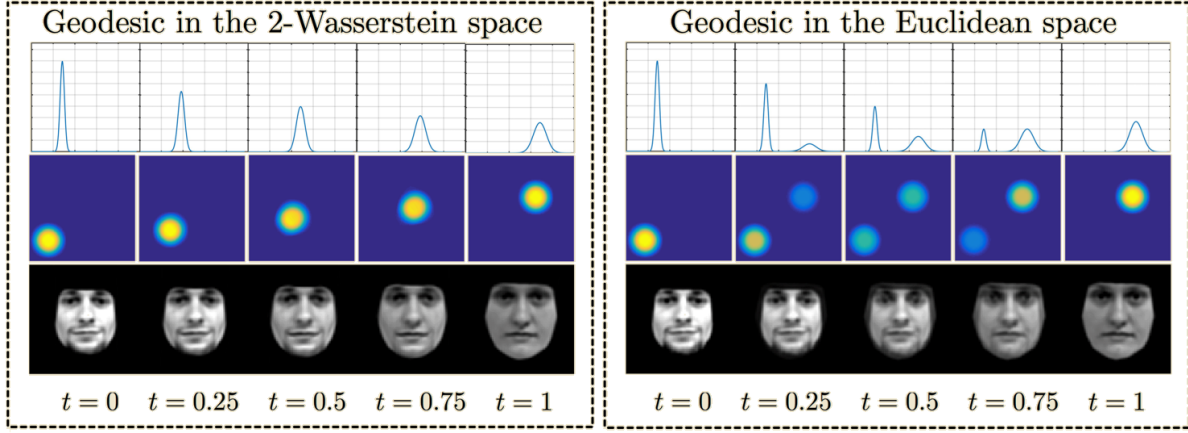 Geodesic in the 2-Wasserstein space
t = 0 t = 0.25 t = 0.5 t = 0.75 t = 1
Geodesic in the Euclidean space
t = 0 t = 0.25 t = 0.5 t = 0.75 t = 1